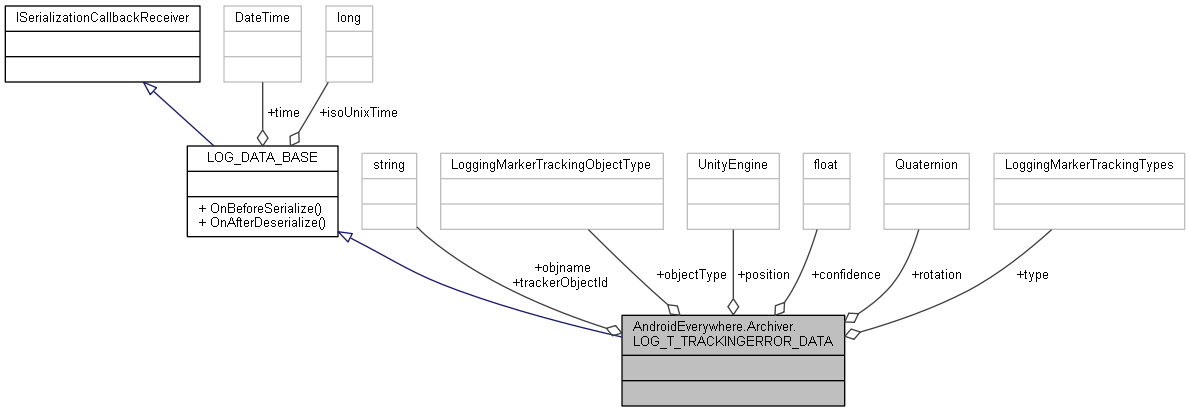 ISerializationCallbackReceiver
DateTime
long
+time
+isoUnixTime
LOG_DATA_BASE
+ OnBeforeSerialize()
+ OnAfterDeserialize()
string
LoggingMarkerTrackingObjectType
UnityEngine
float
Quaternion
LoggingMarkerTrackingTypes
+objname
+trackerObjectId
+objectType
+position
+confidence
+rotation
+type
AndroidEverywhere.Archiver.
LOG_T_TRACKINGERROR_DATA